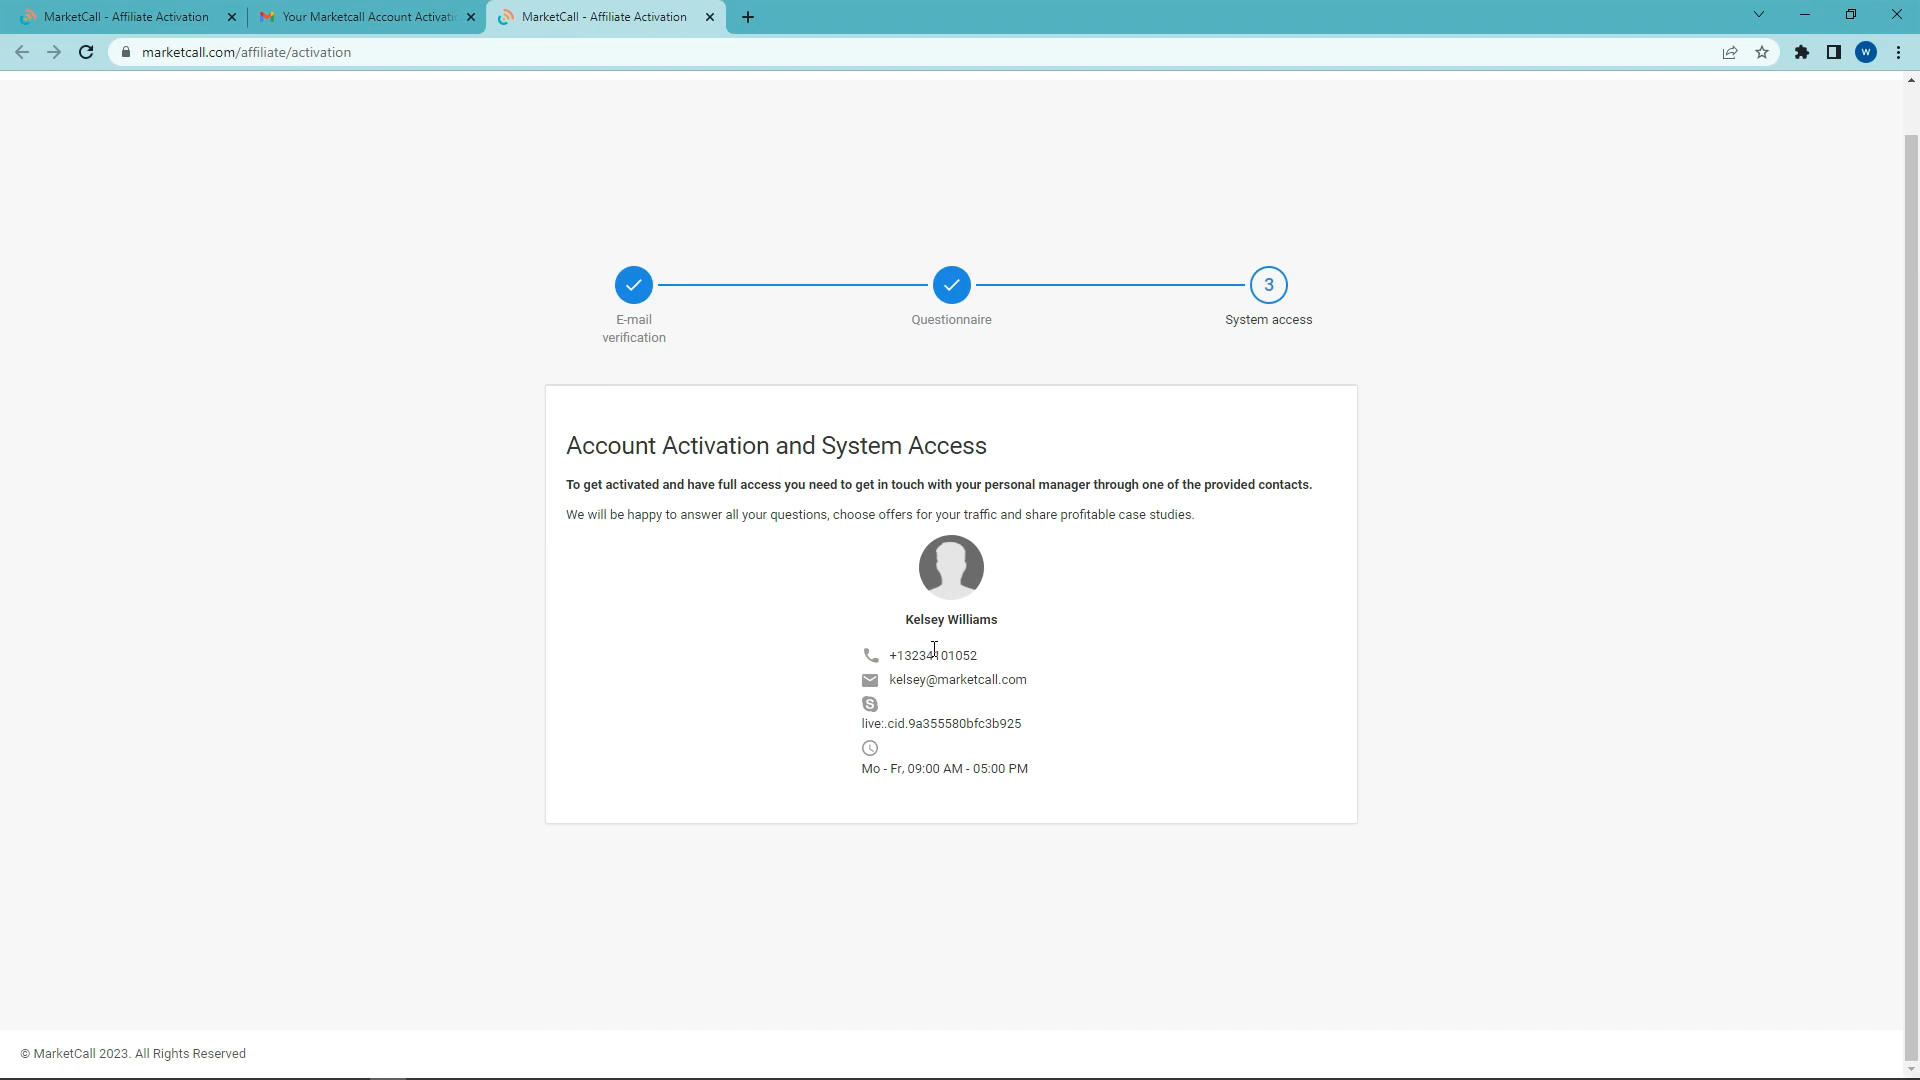 MarketCall - Affiliate Activation
Your Marketcall Account Activatio
MarketCall - Affiliate Activation
marketcall.com/affiliate/activation
W
3
E-mail
verification
Questionnaire
System access
Account Activation and System Access
To get activated and have full access you need to get in touch with your personal manager through one of the provided contacts.
We will be happy to answer all your questions, choose offers for your traffic and share profitable case studies.
Kelsey Williams
+13234101052
kelsey@marketcall.com
live:.cid.9a355580bfc3b925
Mo - Fr, 09:00 AM - 05:00 PM
© MarketCall 2023. All Rights Reserved